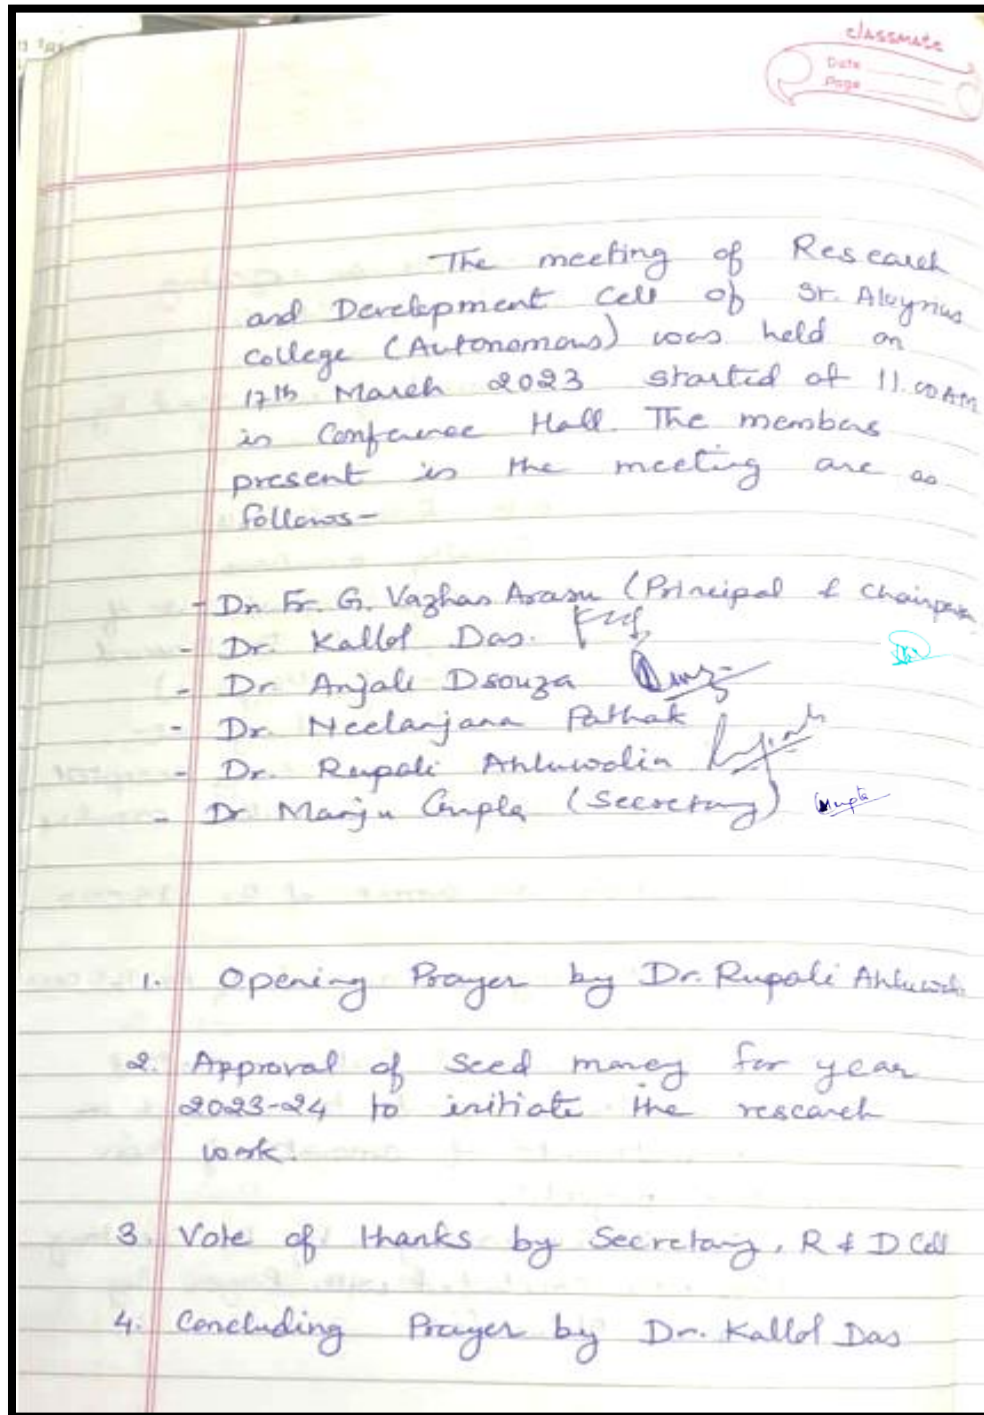 classmate
Date
Page
The meeting of Research
and Development Cell of St. Aloysius
College (Autonomous) was held on
17th March 2023 started at 11.00AM
in Conference Hall. The members
present in the meeting are as
follows-
- Dr. Fr. G. Vazhan Arasu (Principal & Chairperson
- Dr. Kallol Das.
- Dr. Anjali Dsouza
- Dr. Neelanjana Pathak
- Dr. Rupali Ahluwalia
- Dr Manju Gupta (Secretary) Gupta
1. Opening Prayer by Dr. Rupali Ahluwalia
2. Approval of Seed money for year
2023-24 to initiate the research
work.
3. Vote of thanks by Secretary, R & D Cell
4. Concluding Prayer by Dr. Kallol Das